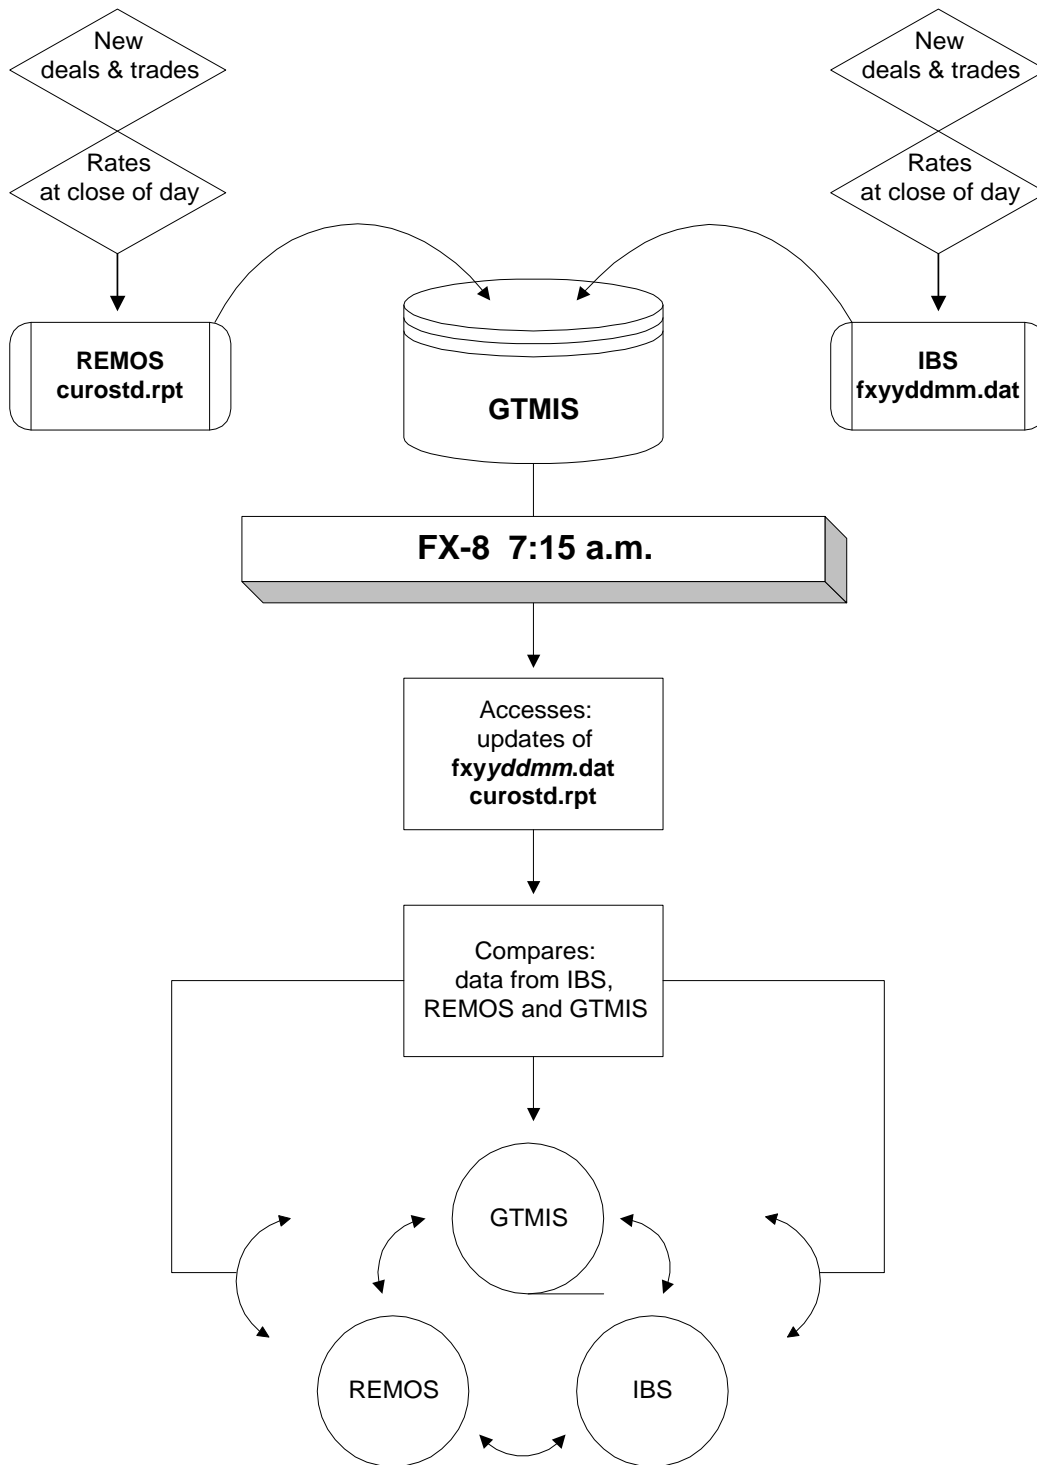 New
deals & trades
Rates
at close of day
REMOS
curostd.rpt
New
deals & trades
Rates
at close of day
IBS
fxyyddmm.dat
GTMIS
FX-8 7:15 a.m.
Accesses:
updates of
fxyyddmm.dat
curostd.rpt
Compares:
data from IBS,
REMOS and GTMIS
GTMIS
REMOS
IBS